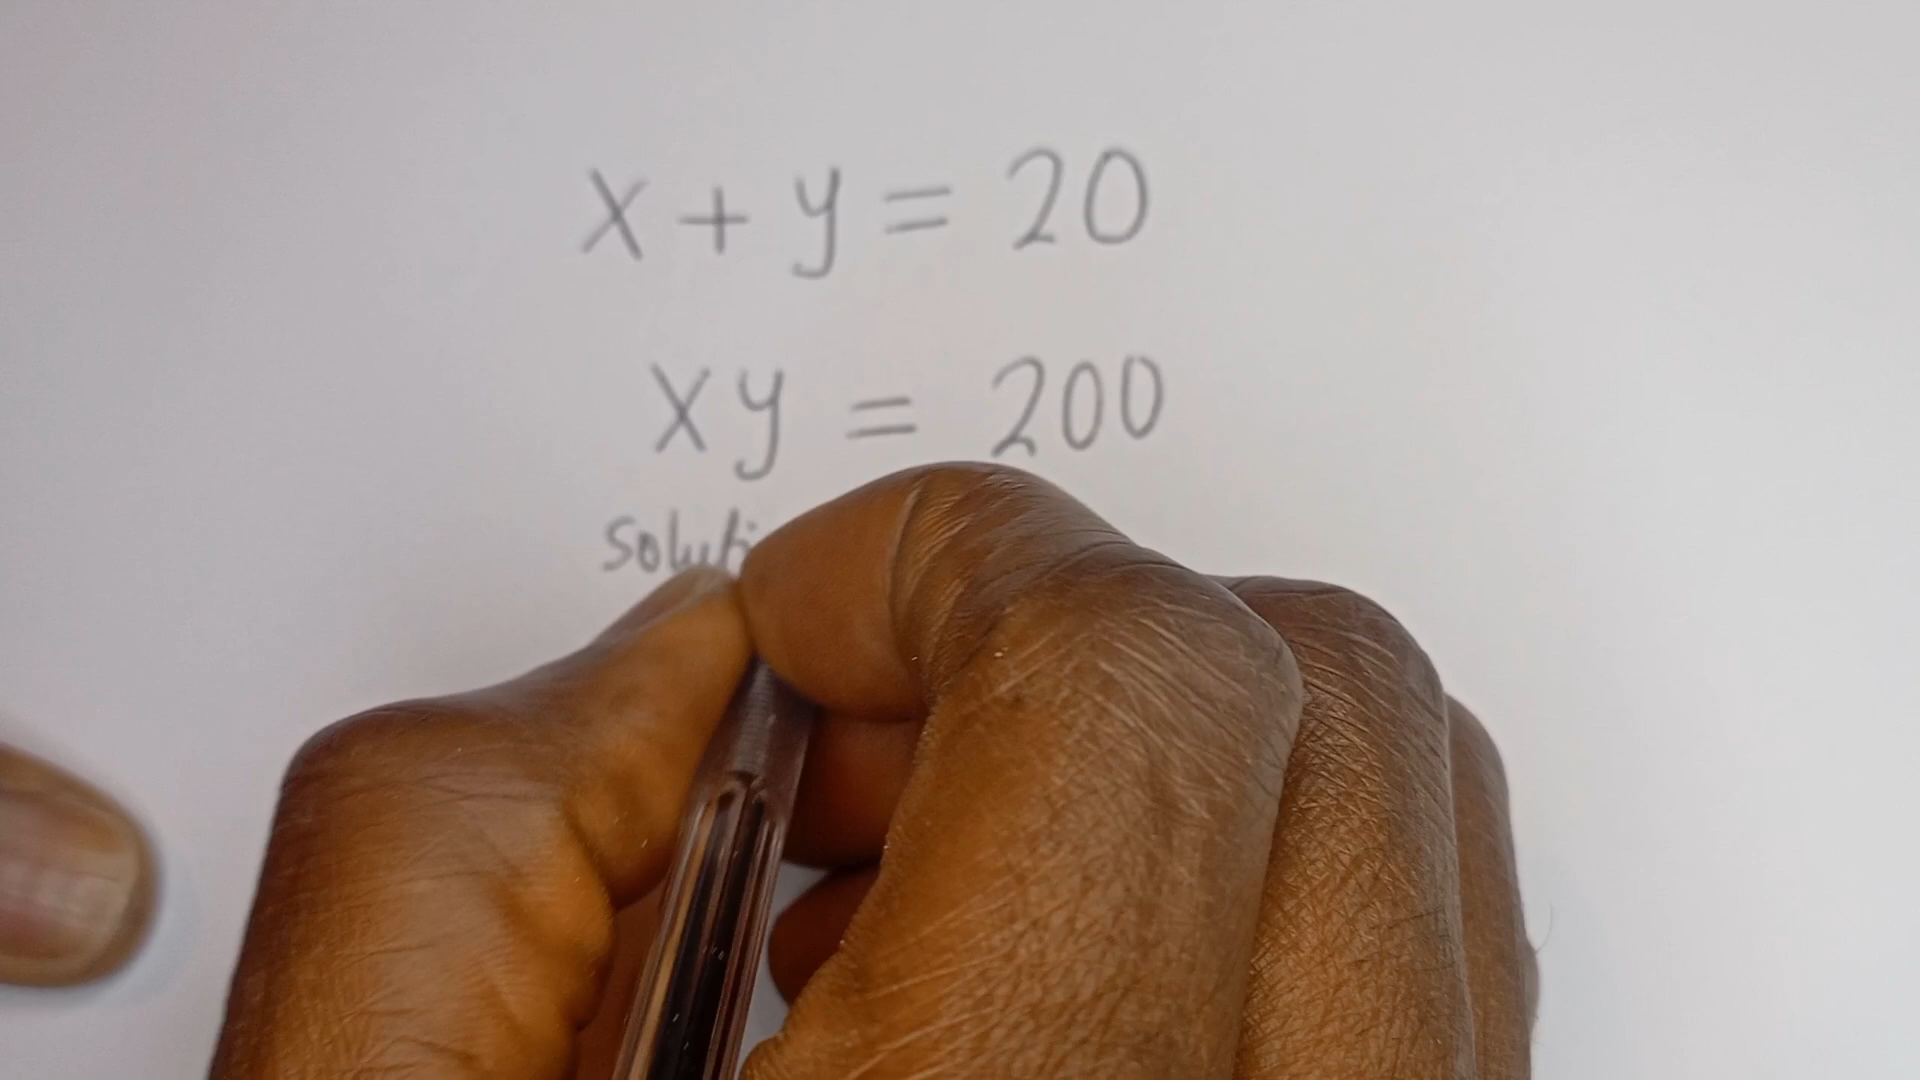 x + y = 20
xy = 200